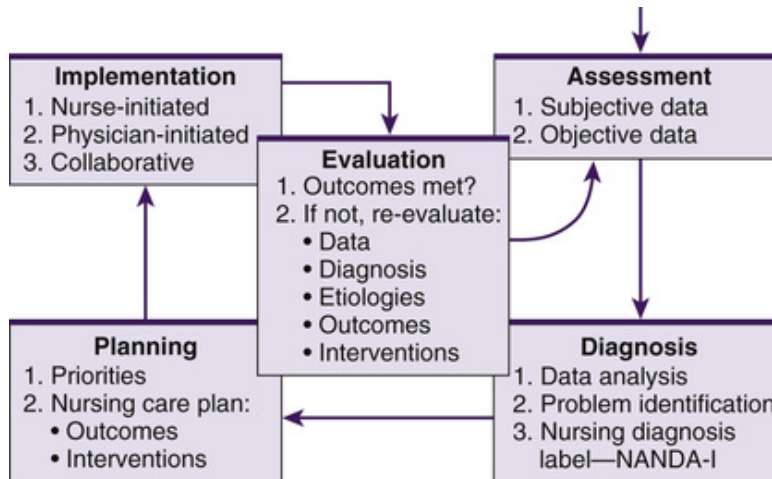 Implementation
1. Nurse-initiated
2. Physician-initiated
3. Collaborative
Assessment
1. Subjective data
2. Objective data
Evaluation
1. Outcomes met?
2. If not, re-evaluate:
• Data
• Diagnosis
• Etiologies
• Outcomes
• Interventions
Planning
1. Priorities
2. Nursing care plan:
• Outcomes
• Interventions
Diagnosis
1. Data analysis
2. Problem identification
3. Nursing diagnosis
label—NANDA-I